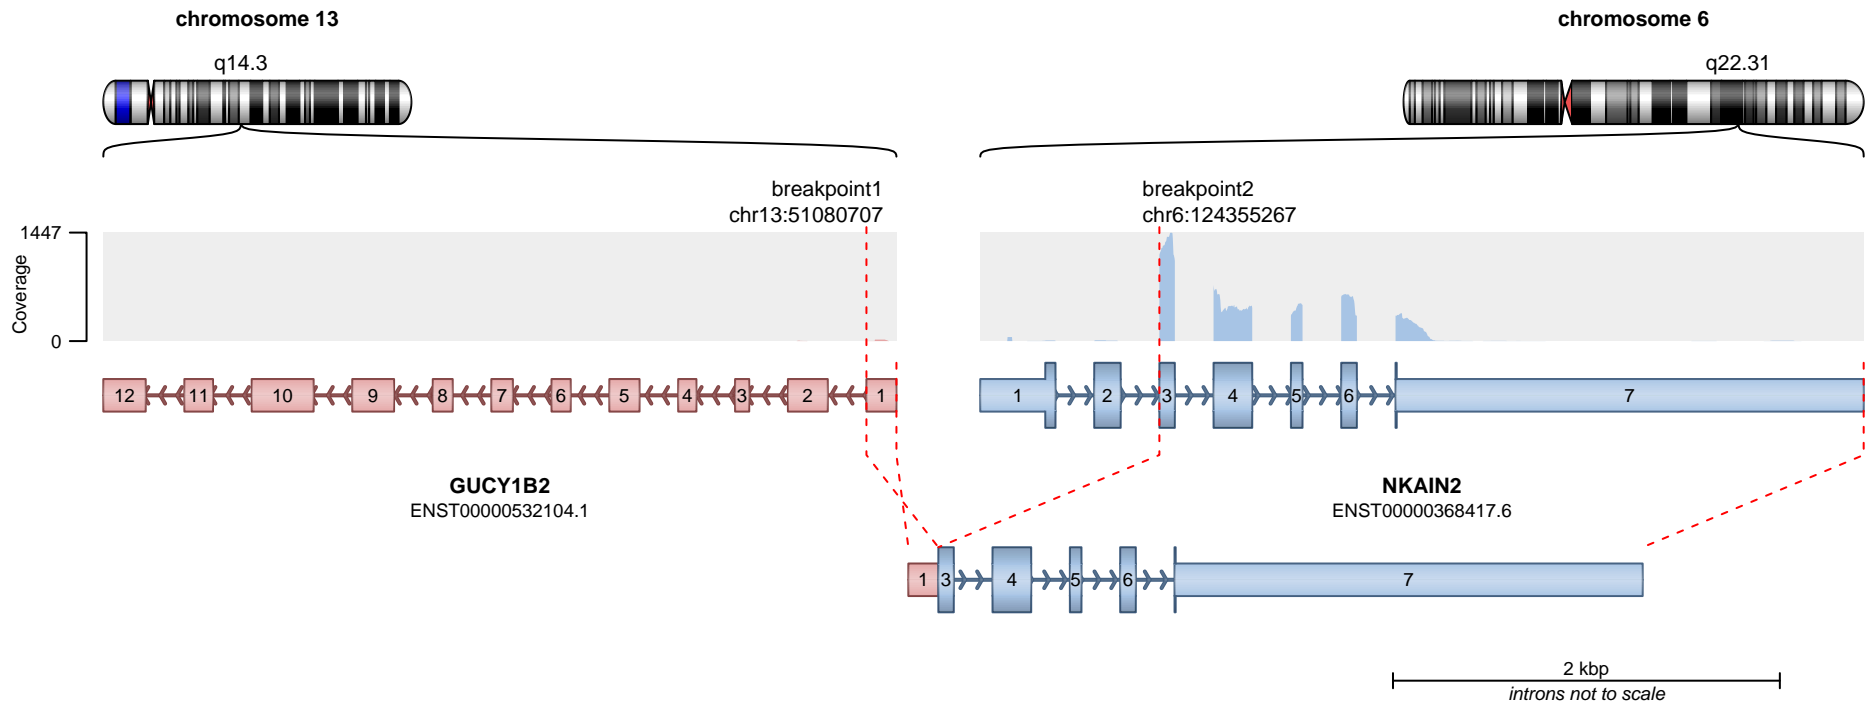 chromosome 13
chromosome 6
q14.3
q22.31
breakpoint1
chr13:51080707
breakpoint2
chr6:124355267
1447
Coverage
0
12 11 10 9 8 7 6 5 4 3 2 1
1 2 3 4 5 6 7
GUCY1B2
ENST00000532104.1
NKAIN2
ENST00000368417.6
1 3 4 5 6 7
2 kbp
introns not to scale